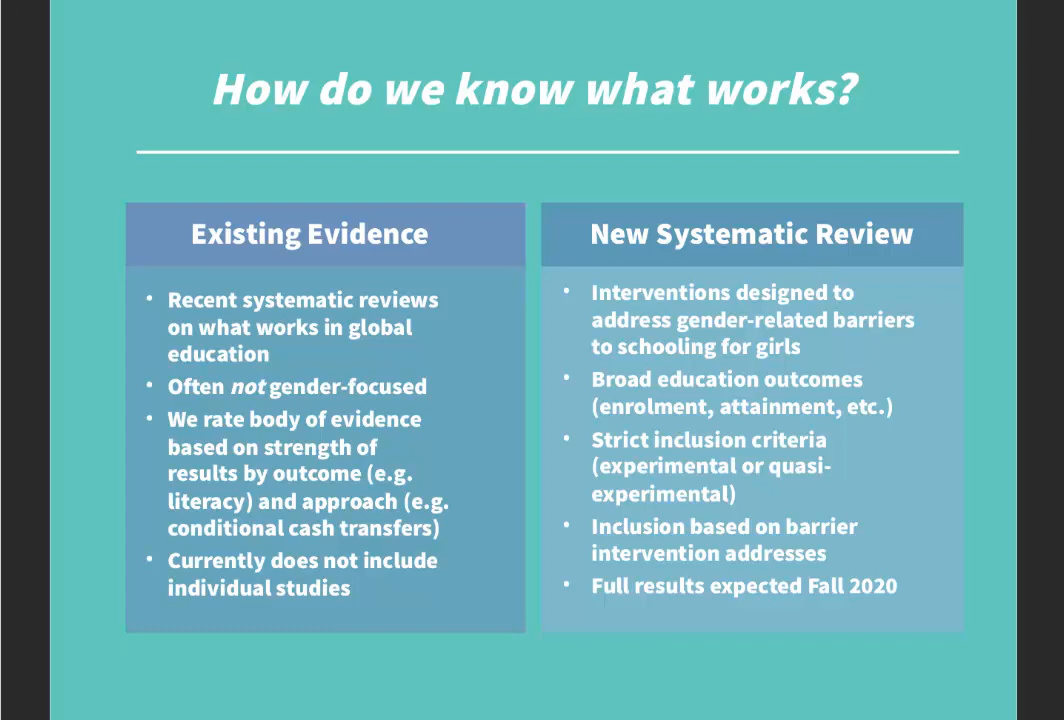 How do we know what works?
Existing Evidence
• Recent systematic reviews
on what works in global
education
• Often not gender-focused
• We rate body of evidence
based on strength of
results by outcome (e.g.
literacy) and approach (e.g.
conditional cash transfers)
• Currently does not include
individual studies
New Systematic Review
• Interventions designed to
address gender-related barriers
to schooling for girls
• Broad education outcomes
(enrolment, attainment, etc.)
• Strict inclusion criteria
(experimental or quasi-
experimental)
• Inclusion based on barrier
intervention addresses
• Full results expected Fall 2020